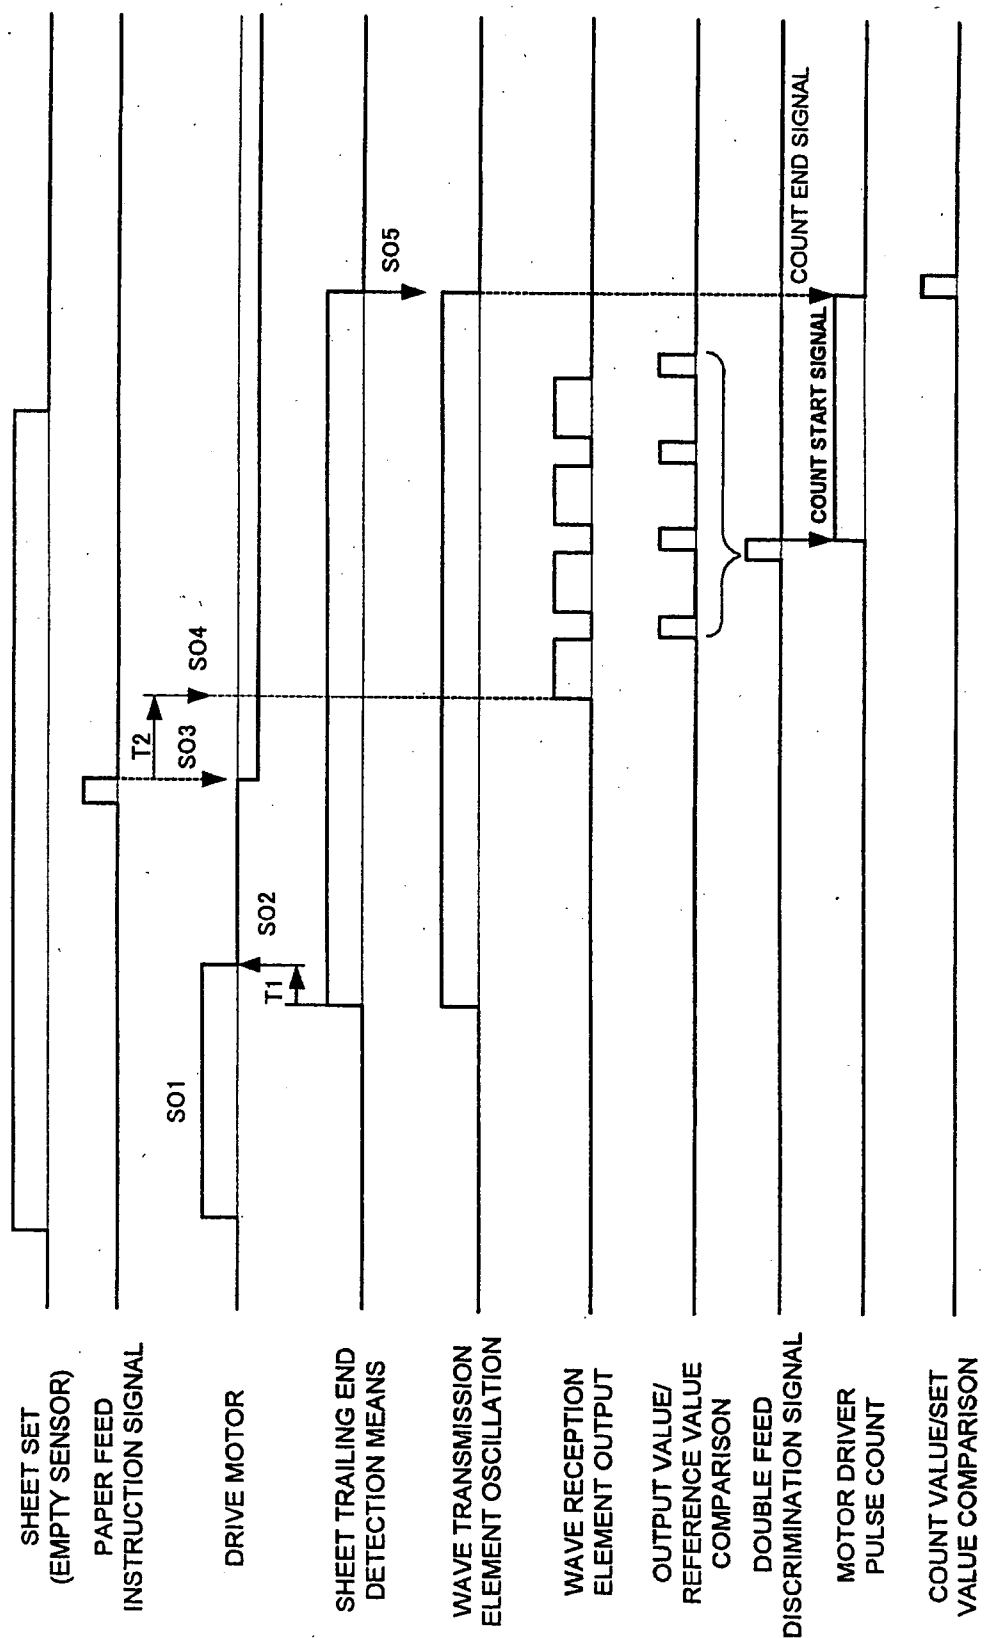 SHEET SET
(EMPTY SENSOR)
PAPER FEED
INSTRUCTION SIGNAL
DRIVE MOTOR
SHEET TRAILING END
DETECTION MEANS
WAVE TRANSMISSION
ELEMENT OSCILLATION
WAVE RECEPTION
ELEMENT OUTPUT
OUTPUT VALUE/
REFERENCE VALUE
COMPARISON
DOUBLE FEED
DISCRIMINATION SIGNAL
MOTOR DRIVER
PULSE COUNT
COUNT VALUE/SET
VALUE COMPARISON
SO1
T1
SO2
T2
SO3
SO4
SO5
COUNT START SIGNAL
COUNT END SIGNAL